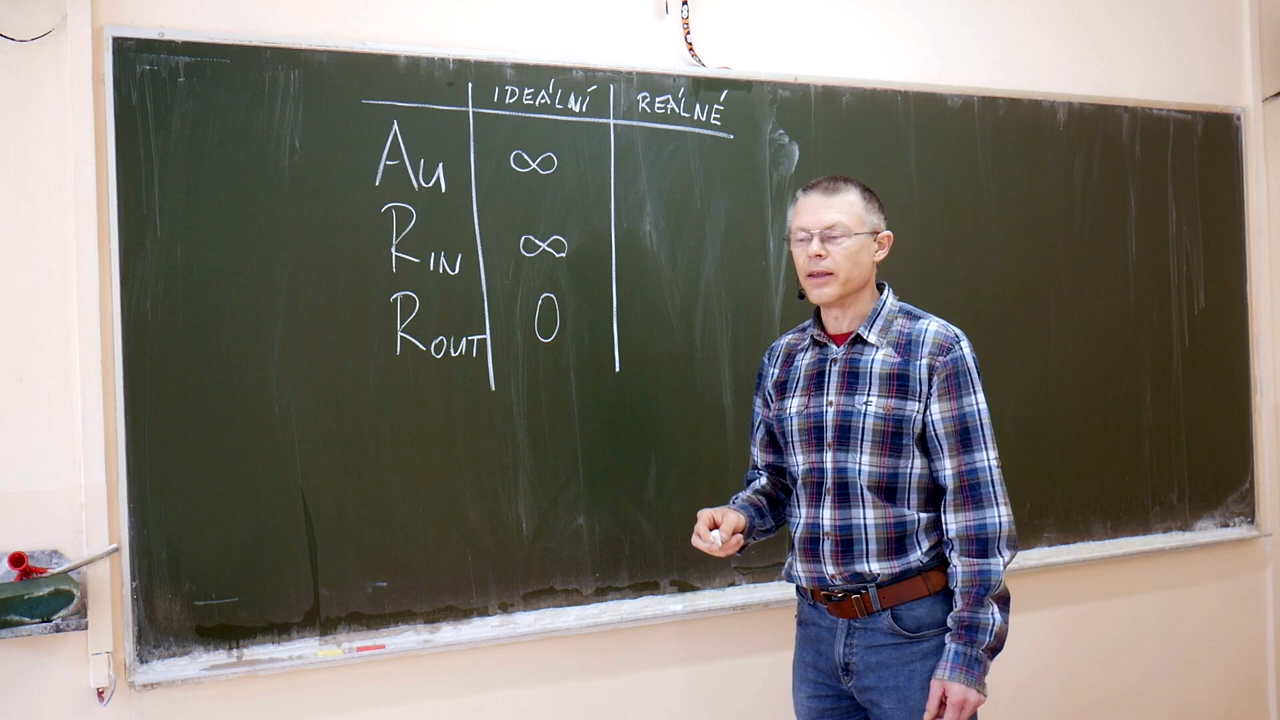 IDEÁLNÍ REÁLNÉ
Au ∞
RIN ∞
ROUT 0